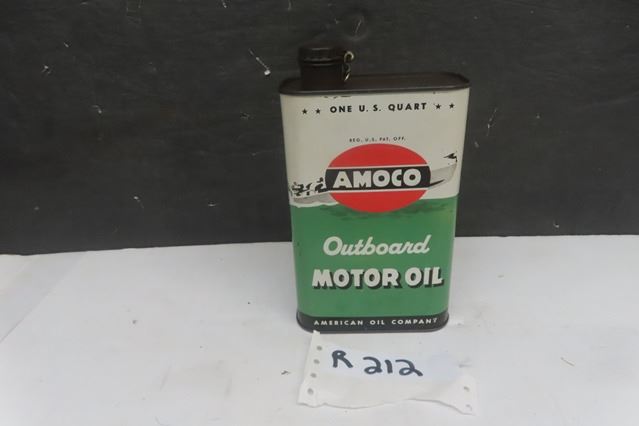 ★ ★ ONE U. S. QUART ★ ★
REG. U.S. PAT. OFF.
AMOCO
Outboard
MOTOR OIL
AMERICAN OIL COMPANY
R 212